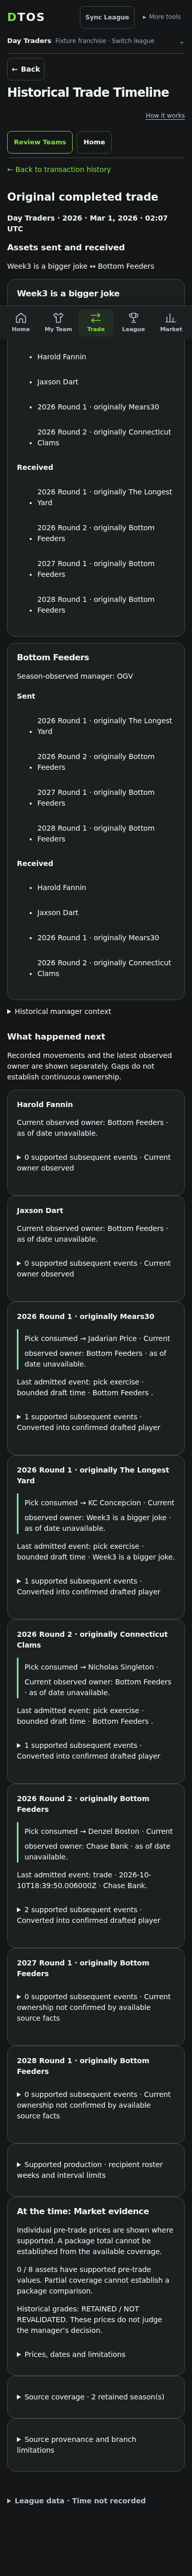 DTOS
Sync League
▸ More tools
Day Traders Fixture franchise · Switch league
← Back
Historical Trade Timeline
How it works
Review Teams
Home
← Back to transaction history
Original completed trade
Day Traders · 2026 · Mar 1, 2026 · 02:07
UTC
Assets sent and received
Week3 is a bigger joke ↔ Bottom Feeders
Week3 is a bigger joke
Home
My Team
Trade
League
Market
• Harold Fannin
• Jaxson Dart
• 2026 Round 1 · originally Mears30
2026 Round 2 · originally Connecticut
• Clams
Received
2026 Round 1 · originally The Longest
• Yard
2026 Round 2 · originally Bottom
• Feeders
2027 Round 1 · originally Bottom
• Feeders
2028 Round 1 · originally Bottom
• Feeders
Bottom Feeders
Season-observed manager: OGV
Sent
2026 Round 1 · originally The Longest
• Yard
2026 Round 2 · originally Bottom
• Feeders
2027 Round 1 · originally Bottom
• Feeders
2028 Round 1 · originally Bottom
• Feeders
Received
• Harold Fannin
• Jaxson Dart
• 2026 Round 1 · originally Mears30
2026 Round 2 · originally Connecticut
• Clams
▶ Historical manager context
What happened next
Recorded movements and the latest observed
owner are shown separately. Gaps do not
establish continuous ownership.
Harold Fannin
Current observed owner: Bottom Feeders ·
as of date unavailable.
▶ 0 supported subsequent events · Current
owner observed
Jaxson Dart
Current observed owner: Bottom Feeders ·
as of date unavailable.
▶ 0 supported subsequent events · Current
owner observed
2026 Round 1 · originally Mears30
Pick consumed → Jadarian Price · Current
observed owner: Bottom Feeders · as of
date unavailable.
Last admitted event: pick exercise ·
bounded draft time · Bottom Feeders .
▶ 1 supported subsequent events ·
Converted into confirmed drafted player
2026 Round 1 · originally The Longest
Yard
Pick consumed → KC Concepcion · Current
observed owner: Week3 is a bigger joke ·
as of date unavailable.
Last admitted event: pick exercise ·
bounded draft time · Week3 is a bigger joke.
▶ 1 supported subsequent events ·
Converted into confirmed drafted player
2026 Round 2 · originally Connecticut
Clams
Pick consumed → Nicholas Singleton ·
Current observed owner: Bottom Feeders
· as of date unavailable.
Last admitted event: pick exercise ·
bounded draft time · Bottom Feeders .
▶ 1 supported subsequent events ·
Converted into confirmed drafted player
2026 Round 2 · originally Bottom
Feeders
Pick consumed → Denzel Boston · Current
observed owner: Chase Bank · as of date
unavailable.
Last admitted event: trade · 2026-10-
10T18:39:50.006000Z · Chase Bank.
▶ 2 supported subsequent events ·
Converted into confirmed drafted player
2027 Round 1 · originally Bottom
Feeders
▶ 0 supported subsequent events · Current
ownership not confirmed by available
source facts
2028 Round 1 · originally Bottom
Feeders
▶ 0 supported subsequent events · Current
ownership not confirmed by available
source facts
▶ Supported production · recipient roster
weeks and interval limits
At the time: Market evidence
Individual pre-trade prices are shown where
supported. A package total cannot be
established from the available coverage.
0 / 8 assets have supported pre-trade
values. Partial coverage cannot establish a
package comparison.
Historical grades: RETAINED / NOT
REVALIDATED. These prices do not judge
the manager’s decision.
▶ Prices, dates and limitations
▶ Source coverage · 2 retained season(s)
▶ Source provenance and branch
limitations
▶ League data · Time not recorded